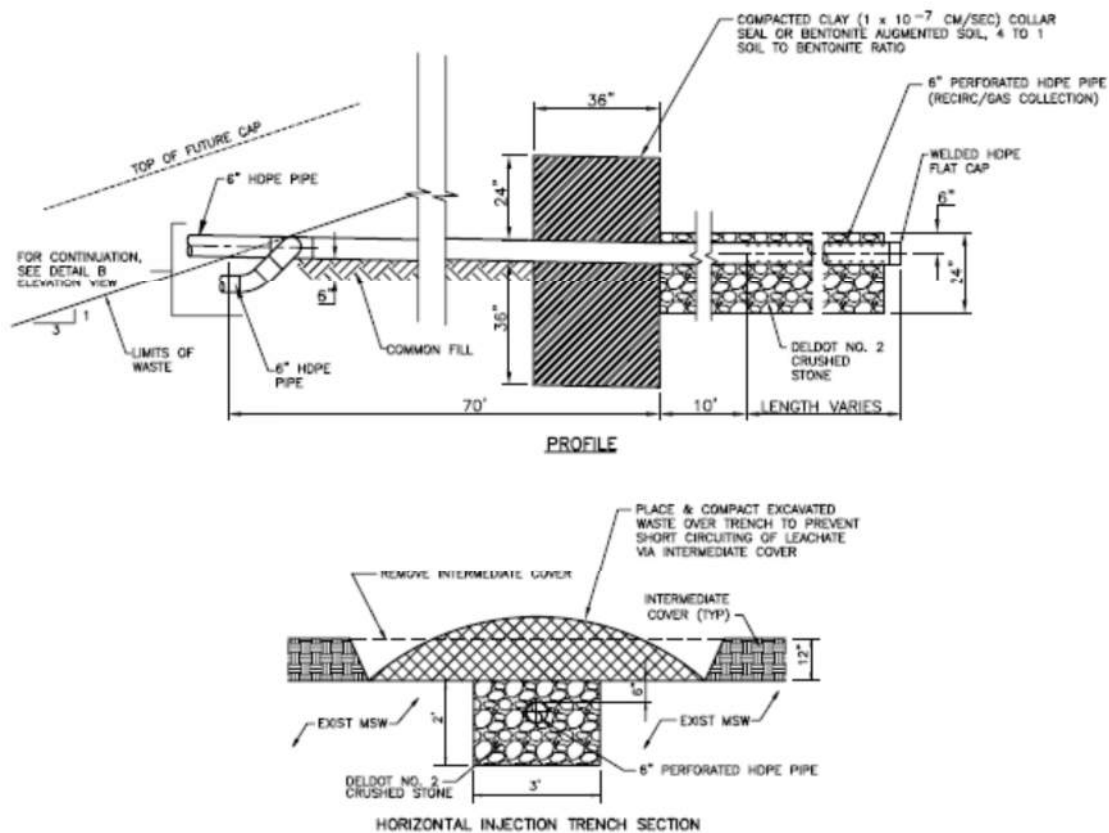 COMPACTED CLAY (1 x 10⁻⁷ CM/SEC) COLLAR
SEAL OR BENTONITE AUGMENTED SOIL, 4 TO 1
SOIL TO BENTONITE RATIO
6" PERFORATED HDPE PIPE
(RECIRC/GAS COLLECTION)
36"
TOP OF FUTURE CAP
WELDED HDPE
FLAT CAP
6" HDPE PIPE
24"
6"
FOR CONTINUATION,
SEE DETAIL B
ELEVATION VIEW
24"
6"
36"
1
3
COMMON FILL
LIMITS OF
WASTE
6" HDPE
PIPE
DELDOT NO. 2
CRUSHED
STONE
70'
10'
LENGTH VARIES
PROFILE
PLACE & COMPACT EXCAVATED
WASTE OVER TRENCH TO PREVENT
SHORT CIRCUITING OF LEACHATE
VIA INTERMEDIATE COVER
REMOVE INTERMEDIATE COVER
INTERMEDIATE
COVER (TYP)
12"
6"
2'
EXIST MSW
EXIST MSW
6" PERFORATED HDPE PIPE
DELDOT NO. 2
CRUSHED STONE
3'
HORIZONTAL INJECTION TRENCH SECTION